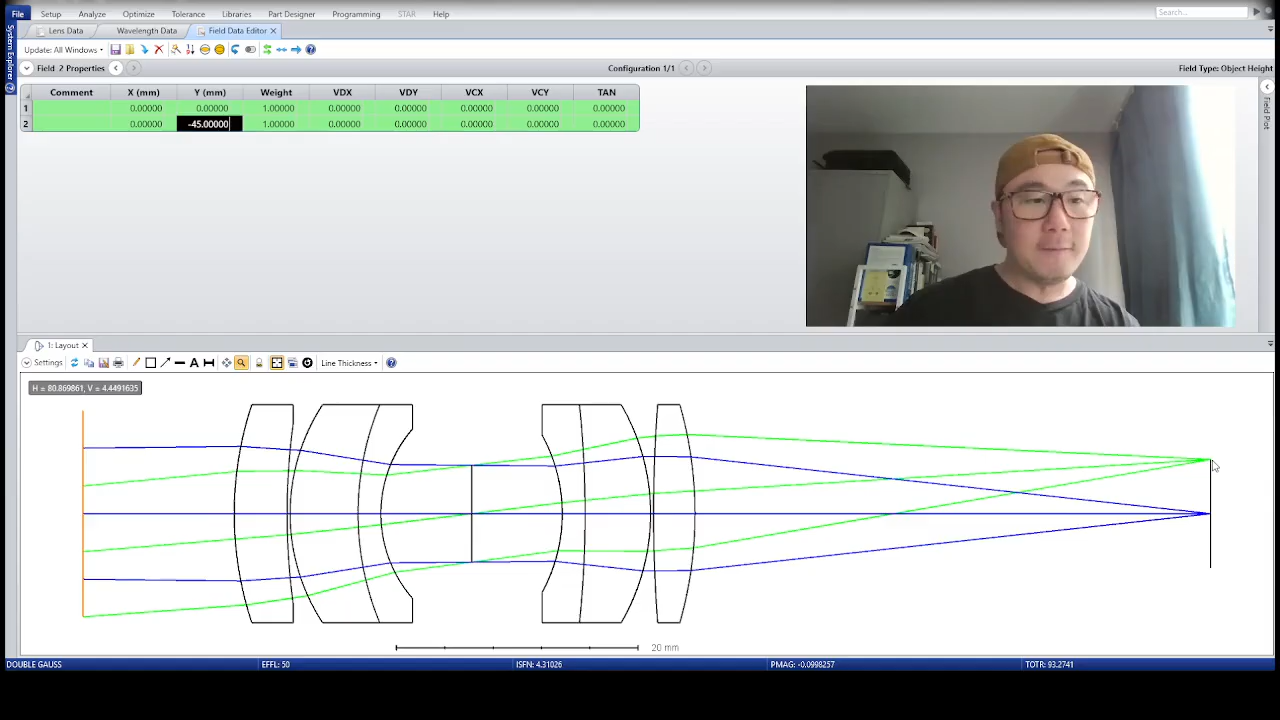 File Setup Analyze Optimize Tolerance Libraries Part Designer Programming STAR Help Search...
System Explorer
Lens Data Wavelength Data Field Data Editor
Update: All Windows
Field 2 Properties Configuration 1/1 Field Type: Object Height
Comment X (mm) Y (mm) Weight VDX VDY VCX VCY TAN
1 0.00000 0.00000 1.00000 0.00000 0.00000 0.00000 0.00000 0.00000
2 0.00000 -45.00000 1.00000 0.00000 0.00000 0.00000 0.00000 0.00000
Field Plot
1: Layout
Settings Line Thickness
H = 80.869861, V = 4.4491635
20 mm
DOUBLE GAUSS EFFL: 50 ISFN: 4.31026 PMAG: -0.0998257 TOTR: 93.2741